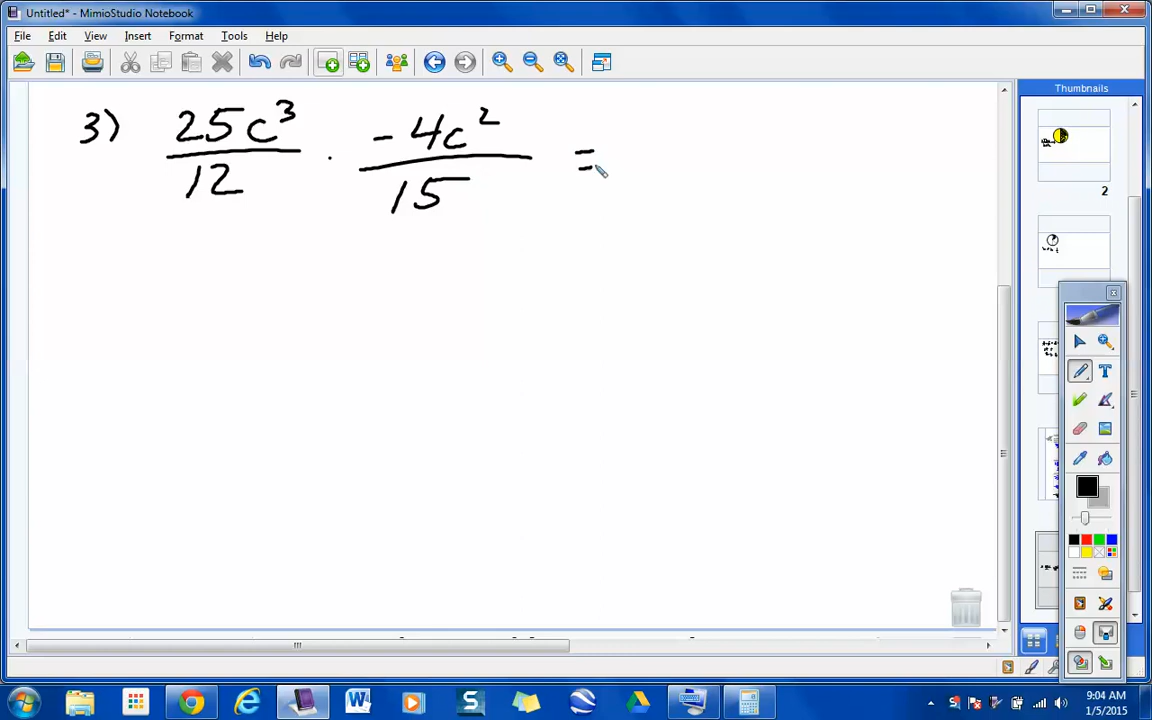 Untitled* - MimioStudio Notebook
File Edit View Insert Format Tools Help
Thumbnails
3) 25c³/12 · -4c²/15 =
2
9:04 AM
1/5/2015